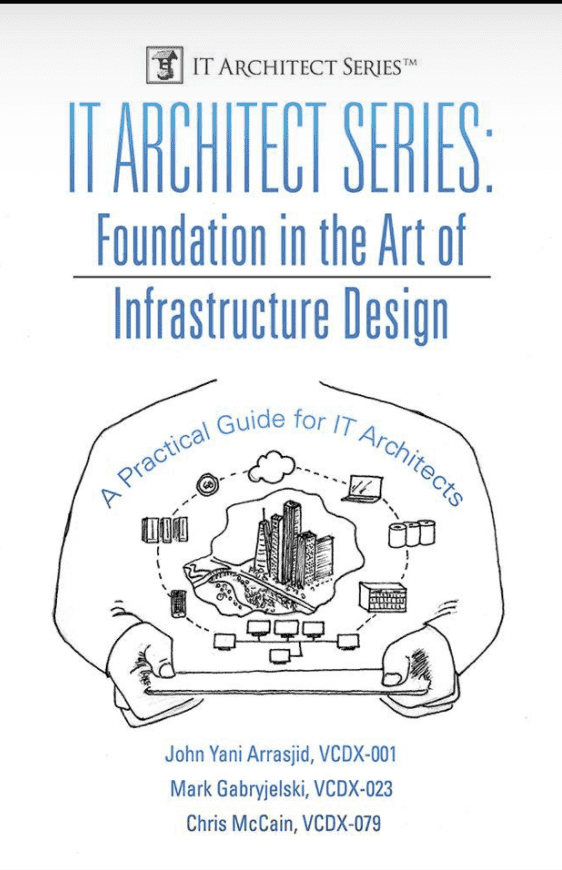 IT ARCHITECT SERIES™
IT ARCHITECT SERIES:
Foundation in the Art of
Infrastructure Design
A Practical Guide for IT Architects
John Yani Arrasjid, VCDX-001
Mark Gabryjelski, VCDX-023
Chris McCain, VCDX-079